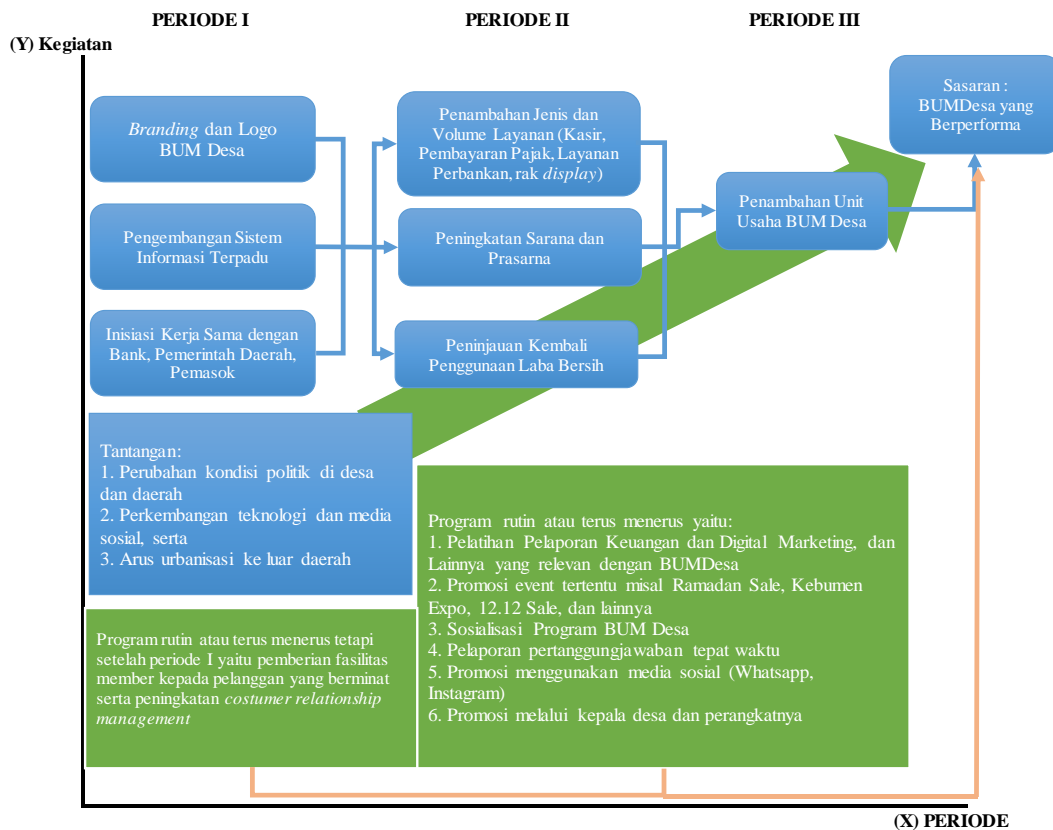 PERIODE I
PERIODE II
PERIODE III
(Y) Kegiatan
Branding dan Logo
BUM Desa
Pengembangan Sistem
Informasi Terpadu
Inisiasi Kerja Sama dengan
Bank, Pemerintah Daerah,
Pemasok
Penambahan Jenis dan
Volume Layanan (Kasir,
Pembayaran Pajak, Layanan
Perbankan, rak display)
Peningkatan Sarana dan
Prasarna
Peninjauan Kembali
Penggunaan Laba Bersih
Penambahan Unit
Usaha BUM Desa
Sasaran :
BUMDesa yang
Berperforma
Tantangan:
1. Perubahan kondisi politik di desa
dan daerah
2. Perkembangan teknologi dan media
sosial, serta
3. Arus urbanisasi ke luar daerah
Program rutin atau terus menerus tetapi
setelah periode I yaitu pemberian fasilitas
member kepada pelanggan yang berminat
serta peningkatan costumer relationship
management
Program rutin atau terus menerus yaitu:
1. Pelatihan Pelaporan Keuangan dan Digital Marketing, dan
Lainnya yang relevan dengan BUMDesa
2. Promosi event tertentu misal Ramadan Sale, Kebumen
Expo, 12.12 Sale, dan lainnya
3. Sosialisasi Program BUM Desa
4. Pelaporan pertanggungjawaban tepat waktu
5. Promosi menggunakan media sosial (Whatsapp,
Instagram)
6. Promosi melalui kepala desa dan perangkatnya
(X) PERIODE